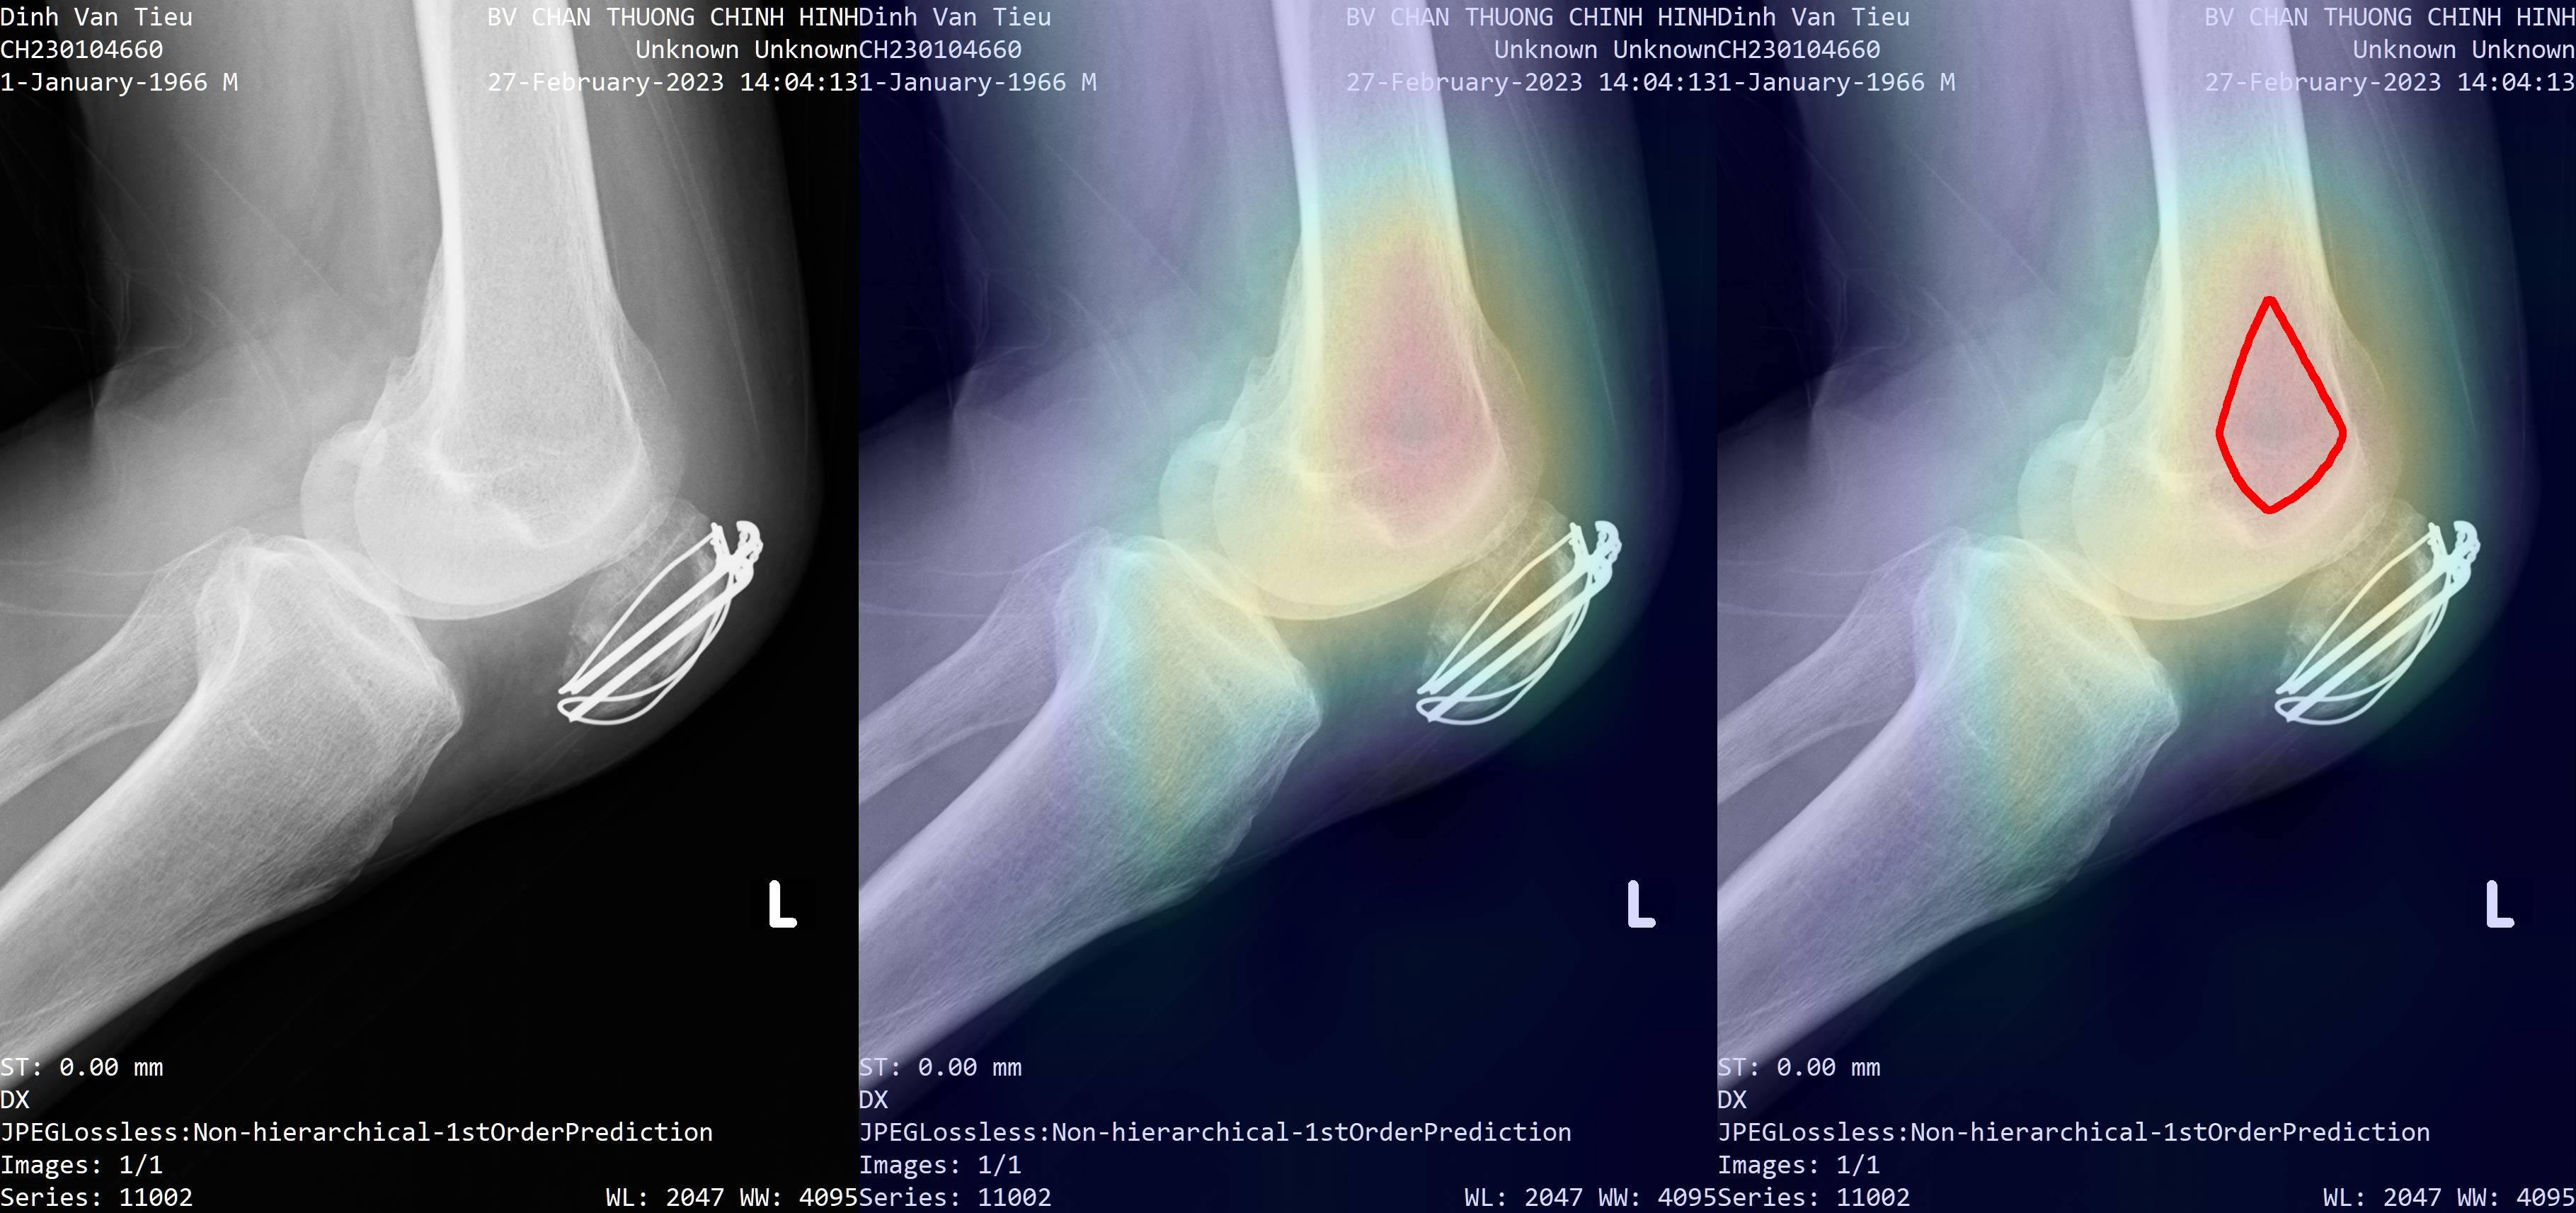 Dinh Van Tieu
CH230104660
1-January-1966 M
BV CHAN THUONG CHINH HINH
Unknown Unknown
27-February-2023 14:04:13
L
ST: 0.00 mm
DX
JPEGLossless:Non-hierarchical-1stOrderPrediction
Images: 1/1
Series: 11002
WL: 2047 WW: 4095
Dinh Van Tieu
CH230104660
1-January-1966 M
BV CHAN THUONG CHINH HINH
Unknown Unknown
27-February-2023 14:04:13
L
ST: 0.00 mm
DX
JPEGLossless:Non-hierarchical-1stOrderPrediction
Images: 1/1
Series: 11002
WL: 2047 WW: 4095
Dinh Van Tieu
CH230104660
1-January-1966 M
BV CHAN THUONG CHINH HINH
Unknown Unknown
27-February-2023 14:04:13
L
ST: 0.00 mm
DX
JPEGLossless:Non-hierarchical-1stOrderPrediction
Images: 1/1
Series: 11002
WL: 2047 WW: 4095